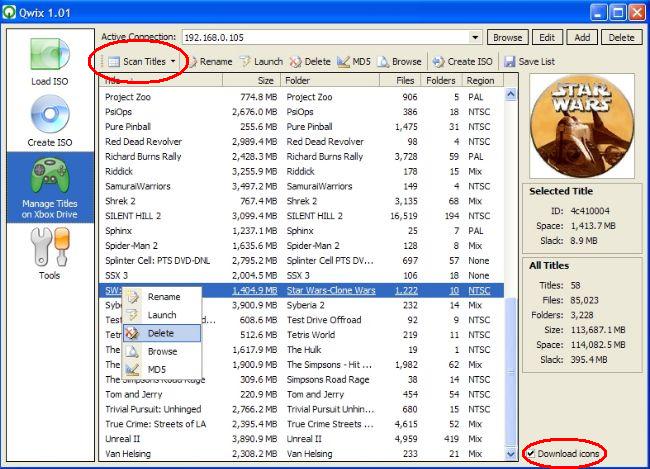 Qwix 1.01
Active Connection: 192.168.0.105 Browse Edit Add Delete
Scan Titles Rename Launch Delete MD5 Browse Create ISO Save List
Load ISO
Create ISO
Manage Titles
on Xbox Drive
Tools
Size Folder Files Folders Region
Project Zoo 774.8 MB Project Zoo 906 5 PAL
PsiOps 2,676.0 MB PsiOps 386 8 NTSC
Pure Pinball 255.6 MB Pure Pinball 1,475 31 NTSC
Red Dead Revolver 2,989.4 MB Red Dead Revolver 98 9 NTSC
Richard Burns Rally 2,428.3 MB Richard Burns Rally 3,728 59 PAL
Riddick 3,255.9 MB Riddick 178 15 Mix
SamuraiWarriors 3,497.2 MB SamuraiWarriors 149 4 NTSC
Shrek 2 767.4 MB Shrek 2 135 3 Mix
SILENT HILL 2 3,099.4 MB SILENT HILL 2 16,519 194 NTSC
Sphinx 1,237.1 MB Sphinx 25 7 PAL
Spider-Man 2 1,635.4 MB Spider-Man 2 128 8 Mix
Splinter Cell: PTS DVD-DNL 2,795.3 MB Splinter Cell- PTS DVD... 697 57 None
SSX 3 2,004.5 MB SSX 3 106 18 None
SW: 1,404.9 MB Star Wars-Clone Wars 1,222 10 NTSC
Sybe 3,900.9 MB Syberia 2 232 14 Mix
Test 608.6 MB Test Drive Offroad 92 9 NTSC
Tetri 512.6 MB Tetris World 219 11 NTSC
The 1,617.9 MB The Hulk 19 1 NTSC
The 1,900.9 MB The Simpsons - Hit ... 1,982 62 Mix
The Simpsons Road Rage 309.8 MB Simpsons Road Rage 38 14 Mix
Tom and Jerry 220.9 MB Tom and Jerry 540 22 NTSC
Trivial Pursuit Unhinged 2,766.2 MB Trivial Pursuit Unhin... 680 15 NTSC
True Crime: Streets of LA 4,395.4 MB True Crime- Streets ... 452 15 Mix
Unreal II 3,890.9 MB Unreal II 4,959 419 Mix
Van Helsing 2,308.1 MB Van Helsing 233 21 Mix
Rename
Launch
Delete
Browse
MD5
STAR
WARS
Selected Title
ID: 4c410004
Space: 1,413.7 MB
Slack: 8.9 MB
All Titles
Titles: 58
Files: 85,023
Folders: 3,228
Size: 113,687.1 MB
Space: 114,082.5 MB
Slack: 395.4 MB
Download icons